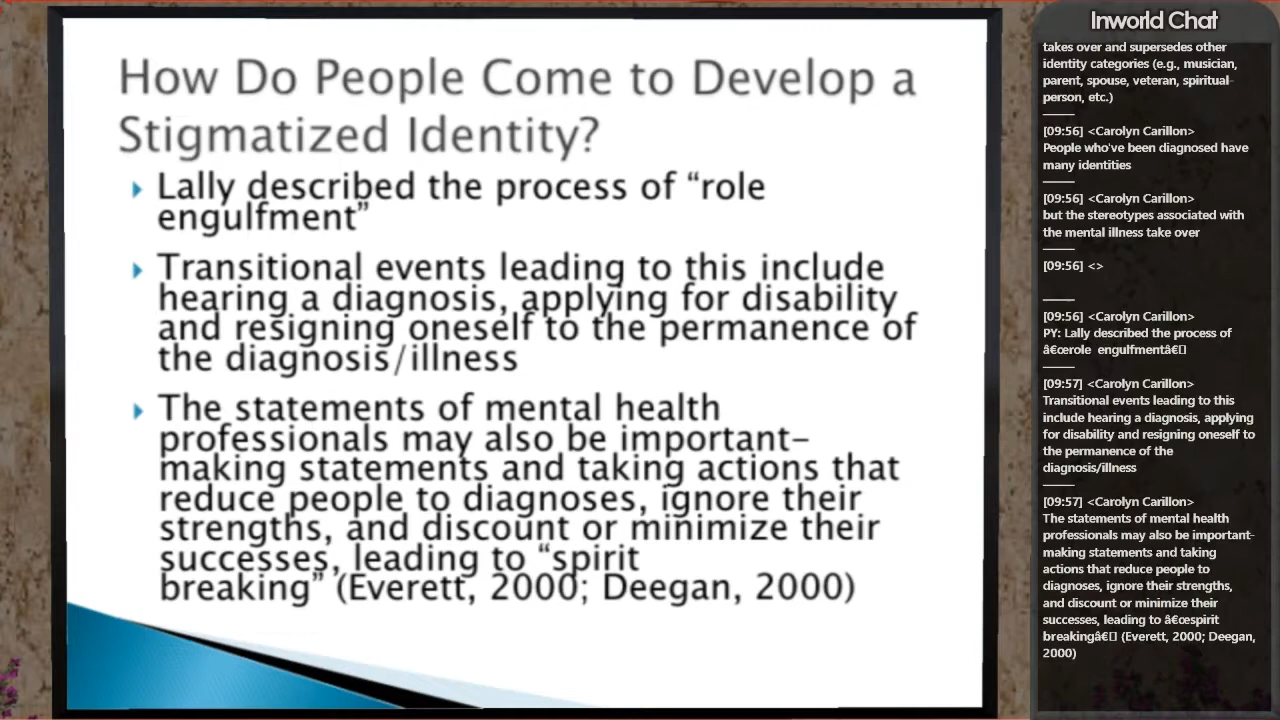 How Do People Come to Develop a
Stigmatized Identity?
Lally described the process of “role
engulfment”
Transitional events leading to this include
hearing a diagnosis, applying for disability
and resigning oneself to the permanence of
the diagnosis/illness
The statements of mental health
professionals may also be important–
making statements and taking actions that
reduce people to diagnoses, ignore their
strengths, and discount or minimize their
successes, leading to “spirit
breaking” (Everett, 2000; Deegan, 2000)
Inworld Chat
takes over and supersedes other
identity categories (e.g., musician,
parent, spouse, veteran, spiritual-
person, etc.)
[09:56] <Carolyn Carillon>
People who've been diagnosed have
many identities
[09:56] <Carolyn Carillon>
but the stereotypes associated with
the mental illness take over
[09:56] <>
[09:56] <Carolyn Carillon>
PY: Lally described the process of
â€œrole engulfmentâ€▯
[09:57] <Carolyn Carillon>
Transitional events leading to this
include hearing a diagnosis, applying
for disability and resigning oneself to
the permanence of the
diagnosis/illness
[09:57] <Carolyn Carillon>
The statements of mental health
professionals may also be important-
making statements and taking
actions that reduce people to
diagnoses, ignore their strengths,
and discount or minimize their
successes, leading to â€œspirit
breakingâ€▯ (Everett, 2000; Deegan,
2000)